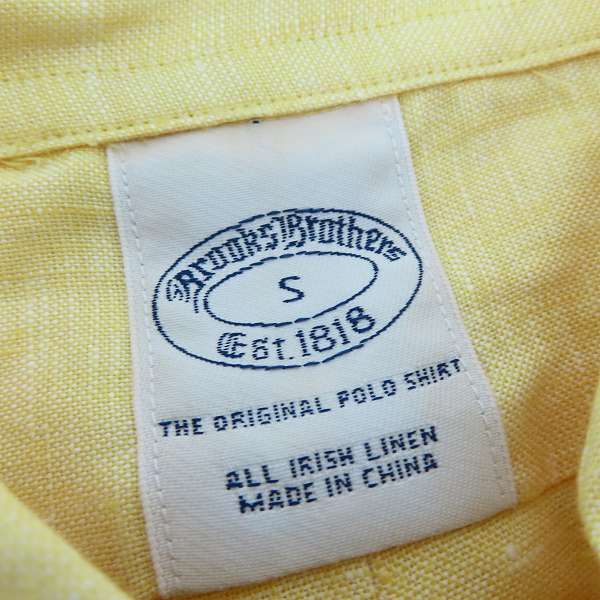 Brooks Brothers
S
Est. 1818
THE ORIGINAL POLO SHIRT
ALL IRISH LINEN
MADE IN CHINA